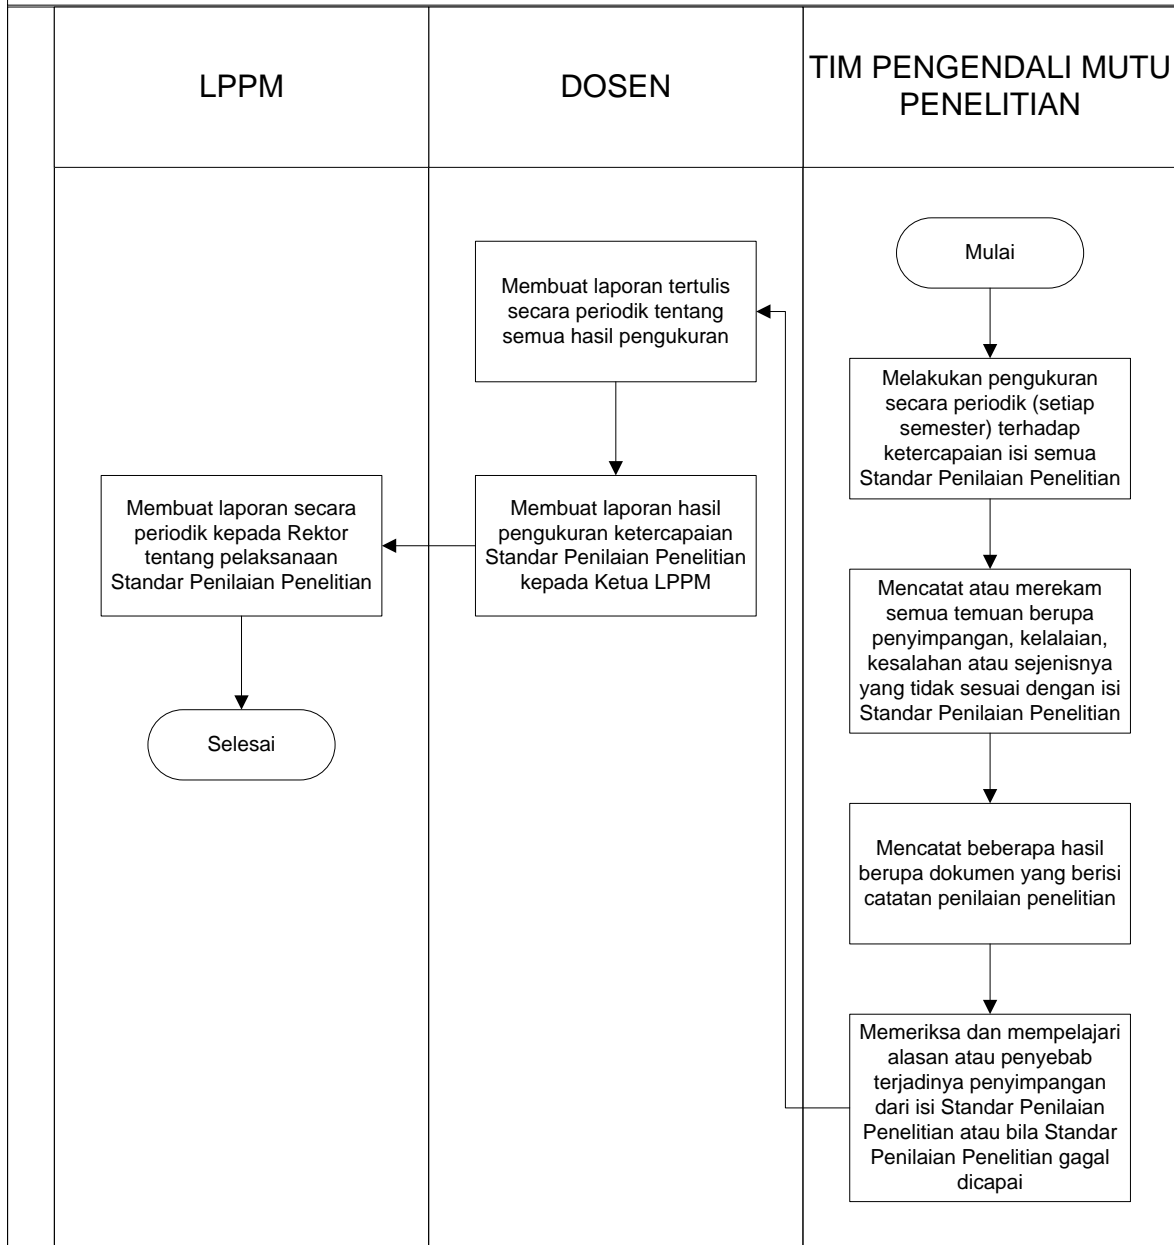 LPPM
DOSEN
TIM PENGENDALI MUTU
PENELITIAN
Mulai
Melakukan pengukuran
secara periodik (setiap
semester) terhadap
ketercapaian isi semua
Standar Penilaian Penelitian
Mencatat atau merekam
semua temuan berupa
penyimpangan, kelalaian,
kesalahan atau sejenisnya
yang tidak sesuai dengan isi
Standar Penilaian Penelitian
Mencatat beberapa hasil
berupa dokumen yang berisi
catatan penilaian penelitian
Memeriksa dan mempelajari
alasan atau penyebab
terjadinya penyimpangan
dari isi Standar Penilaian
Penelitian atau bila Standar
Penilaian Penelitian gagal
dicapai
Membuat laporan tertulis
secara periodik tentang
semua hasil pengukuran
Membuat laporan hasil
pengukuran ketercapaian
Standar Penilaian Penelitian
kepada Ketua LPPM
Membuat laporan secara
periodik kepada Rektor
tentang pelaksanaan
Standar Penilaian Penelitian
Selesai